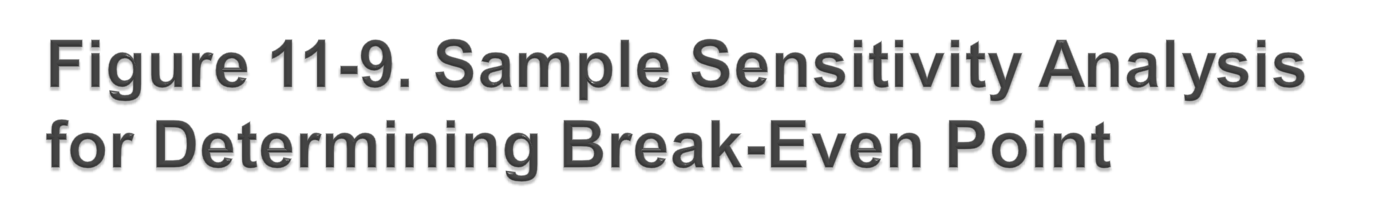 Figure 11-9. Sample Sensitivity Analysis
for Determining Break-Even Point